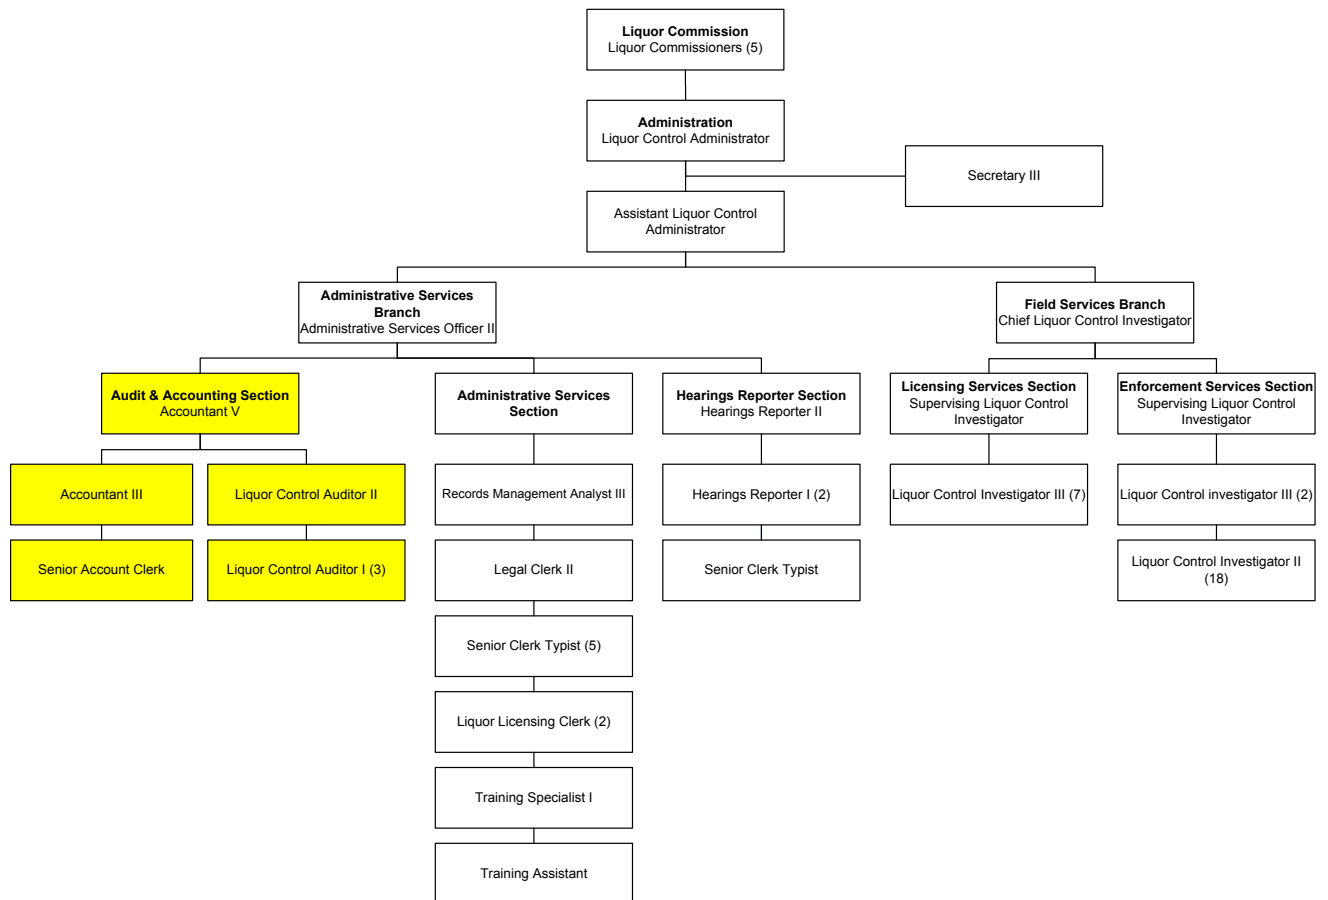 Liquor Commission
Liquor Commissioners (5)
Administration
Liquor Control Administrator
Secretary III
Assistant Liquor Control
Administrator
Administrative Services
Branch
Administrative Services Officer II
Field Services Branch
Chief Liquor Control Investigator
Audit & Accounting Section
Accountant V
Administrative Services
Section
Hearings Reporter Section
Hearings Reporter II
Licensing Services Section
Supervising Liquor Control
Investigator
Enforcement Services Section
Supervising Liquor Control
Investigator
Accountant III
Liquor Control Auditor II
Records Management Analyst III
Hearings Reporter I (2)
Liquor Control Investigator III (7)
Liquor Control investigator III (2)
Senior Account Clerk
Liquor Control Auditor I (3)
Legal Clerk II
Senior Clerk Typist
Liquor Control Investigator II
(18)
Senior Clerk Typist (5)
Liquor Licensing Clerk (2)
Training Specialist I
Training Assistant